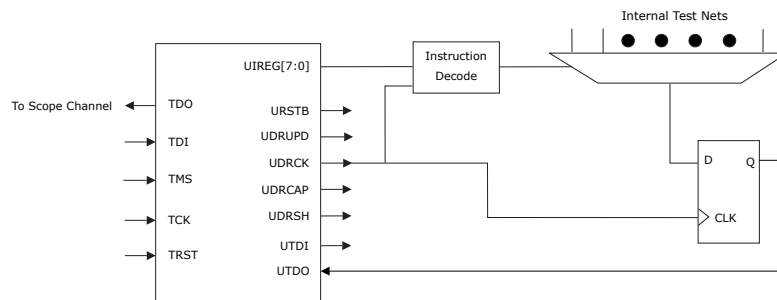 Internal Test Nets
UIREG[7:0]
Instruction
Decode
To Scope Channel
TDO
URSTB
TDI
UDRUPD
UDRCK
D
Q
TMS
UDRCAP
TCK
UDRSH
CLK
UTDI
TRST
UTDO